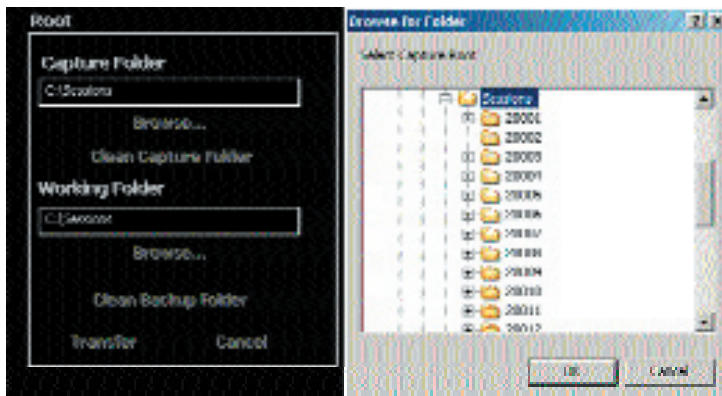 Root
Capture Folder
C:\Sessions
Browse...
Clean Capture Folder
Working Folder
C:\Sessions
Browse...
Clean Backup Folder
Transfer Cancel
Browse for Folder
Select Capture Root
Sessions
20001
20002
20003
20004
20005
20006
20007
20008
20009
20010
20011
20012
OK Cancel